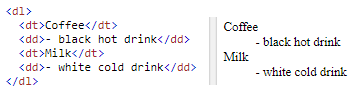 <dl>
  <dt>Coffee</dt>
  <dd>- black hot drink</dd>
  <dt>Milk</dt>
  <dd>- white cold drink</dd>
</dl>
Coffee
- black hot drink
Milk
- white cold drink